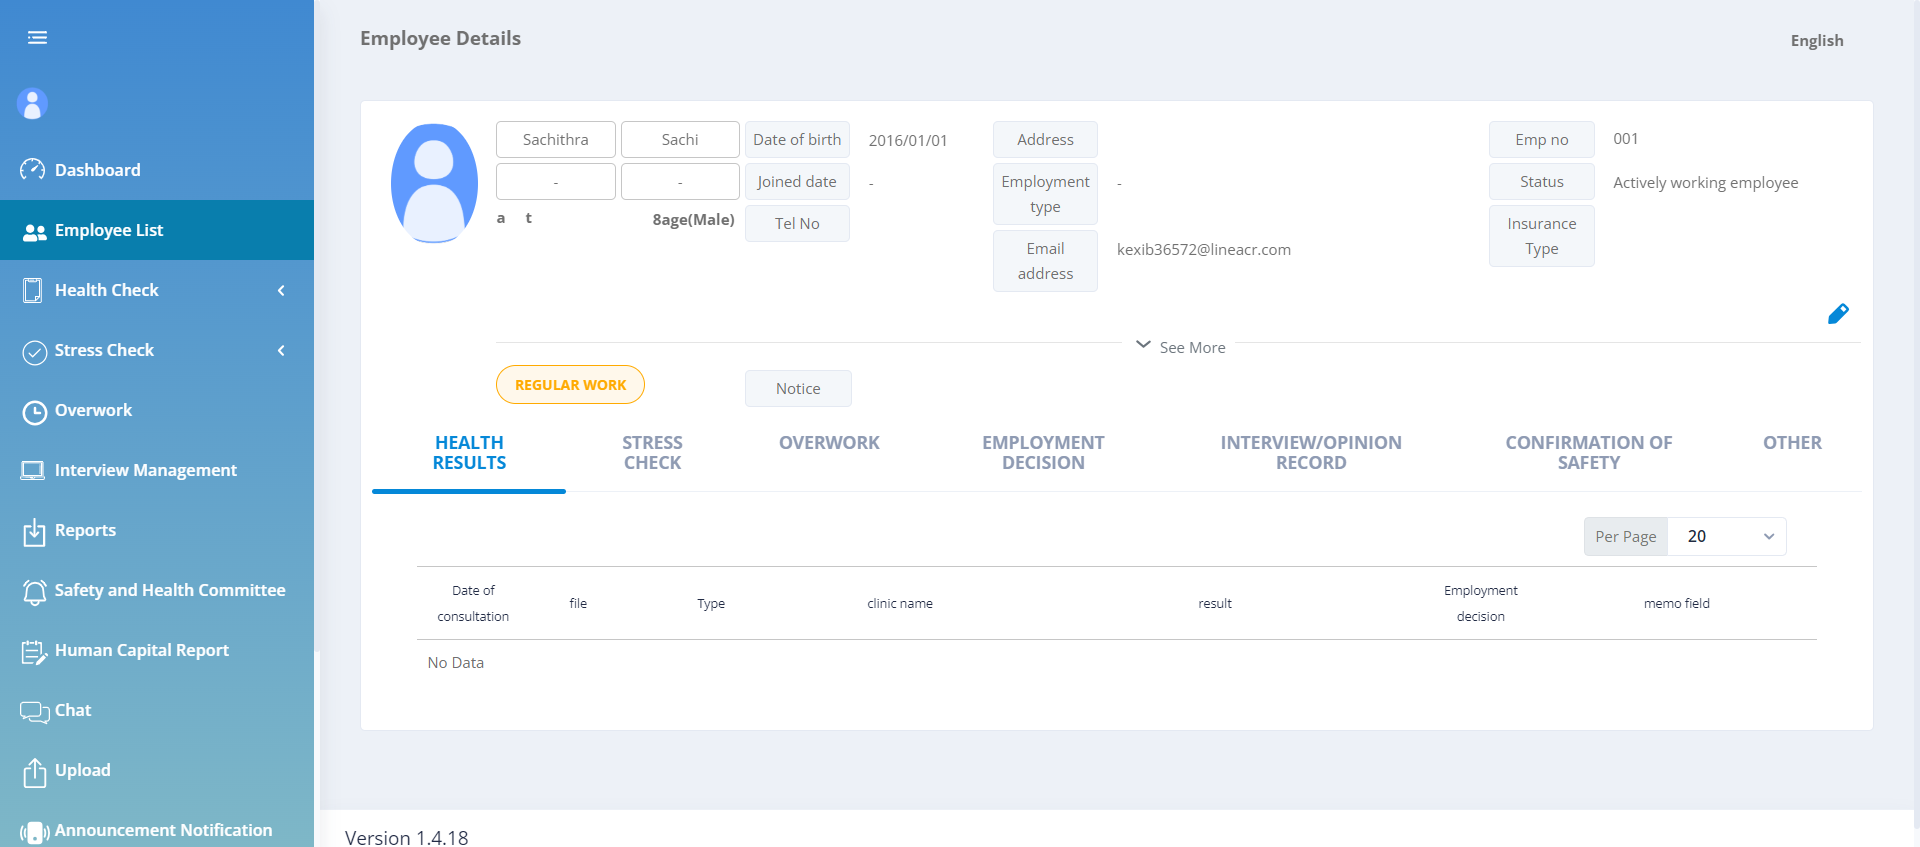 Employee Details
English
Dashboard
Employee List
Health Check
Stress Check
Overwork
Interview Management
Reports
Safety and Health Committee
Human Capital Report
Chat
Upload
Announcement Notification
Sachithra
Sachi
-
-
a t
8age(Male)
Date of birth
2016/01/01
Joined date
-
Tel No
Address
Employment
type
-
Email
address
kexib36572@lineacr.com
Emp no
001
Status
Actively working employee
Insurance
Type
See More
REGULAR WORK
Notice
HEALTH
RESULTS
STRESS
CHECK
OVERWORK
EMPLOYMENT
DECISION
INTERVIEW/OPINION
RECORD
CONFIRMATION OF
SAFETY
OTHER
Per Page
20
Date of
consultation
file
Type
clinic name
result
Employment
decision
memo field
No Data
Version 1.4.18